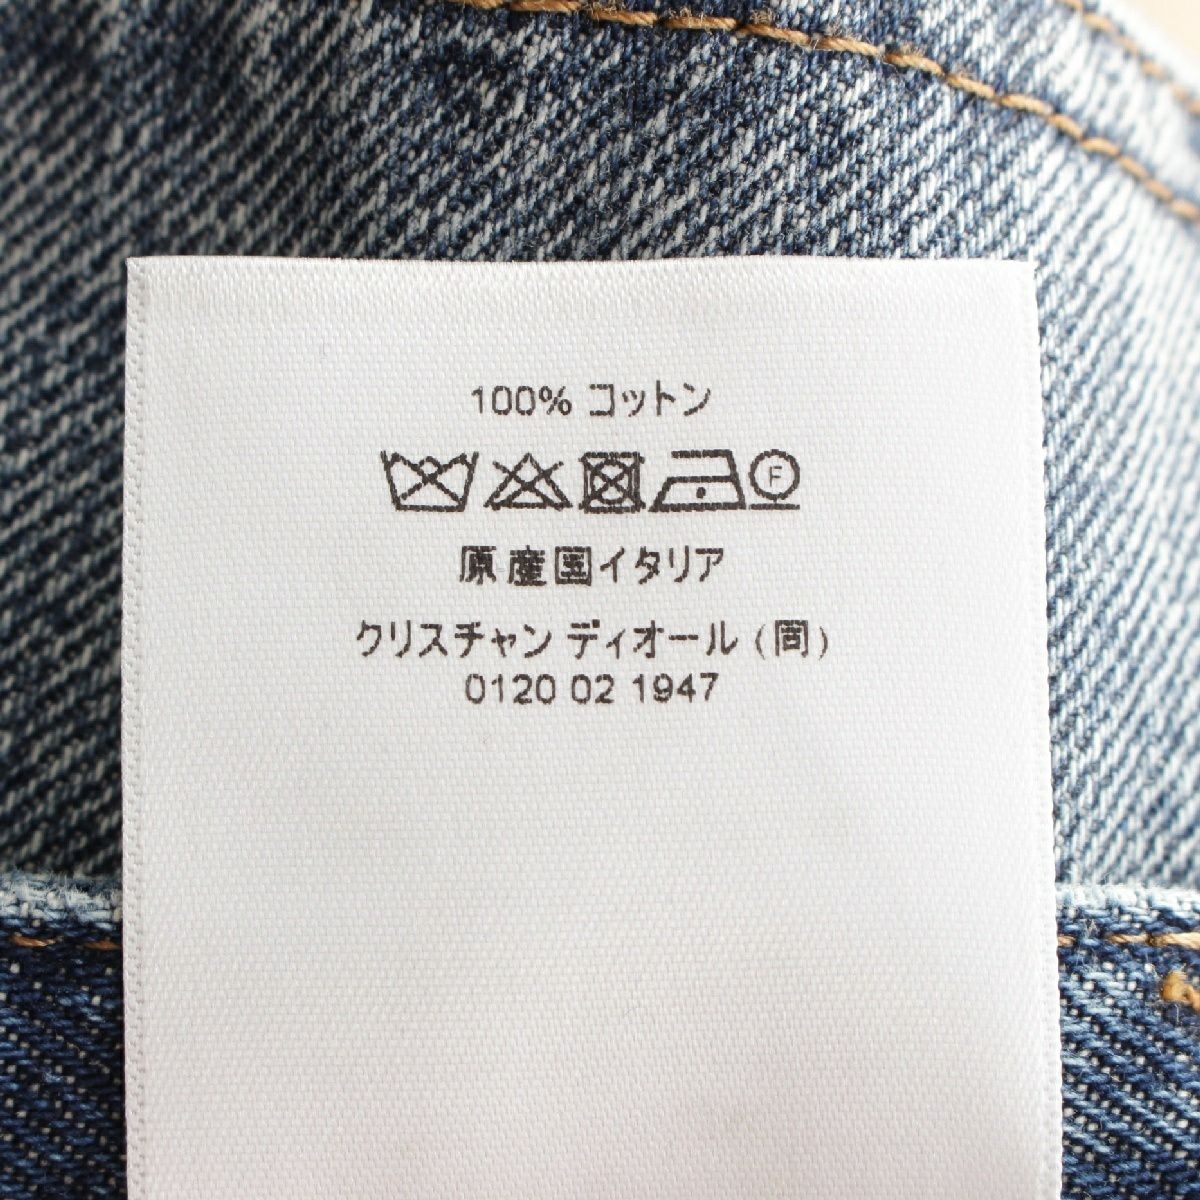 100% コットン
F
原産国イタリア
クリスチャン ディオール (同)
0120 02 1947